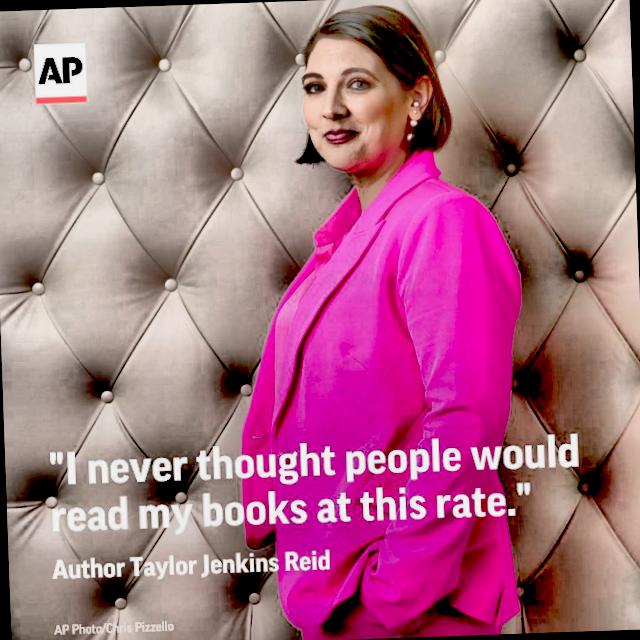 AP
"I never thought people would
read my books at this rate."
Author Taylor Jenkins Reid
AP Photo/Chris Pizzello